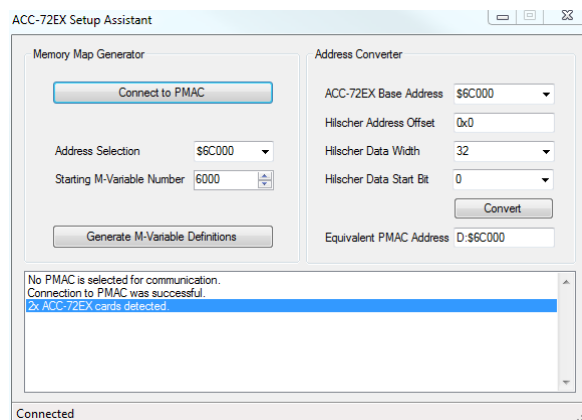 ACC-72EX Setup Assistant
Memory Map Generator
Connect to PMAC
Address Selection $6C000
Starting M-Variable Number 6000
Generate M-Variable Definitions
Address Converter
ACC-72EX Base Address $6C000
Hilscher Address Offset 0x0
Hilscher Data Width 32
Hilscher Data Start Bit 0
Convert
Equivalent PMAC Address D:$6C000
No PMAC is selected for communication.
Connection to PMAC was successful.
2x ACC-72EX cards detected.
Connected